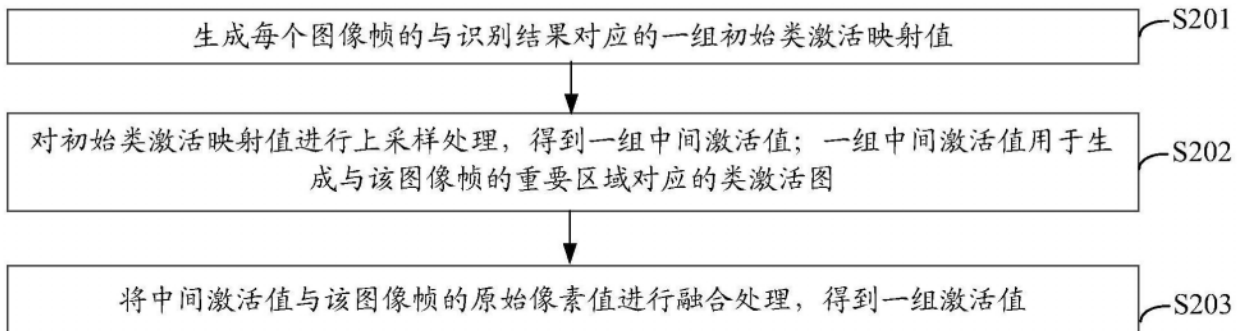 生成每个图像帧的与识别结果对应的一组初始类激活映射值
S201
对初始类激活映射值进行上采样处理，得到一组中间激活值；一组中间激活值用于生
成与该图像帧的重要区域对应的类激活图
S202
将中间激活值与该图像帧的原始像素值进行融合处理，得到一组激活值
S203